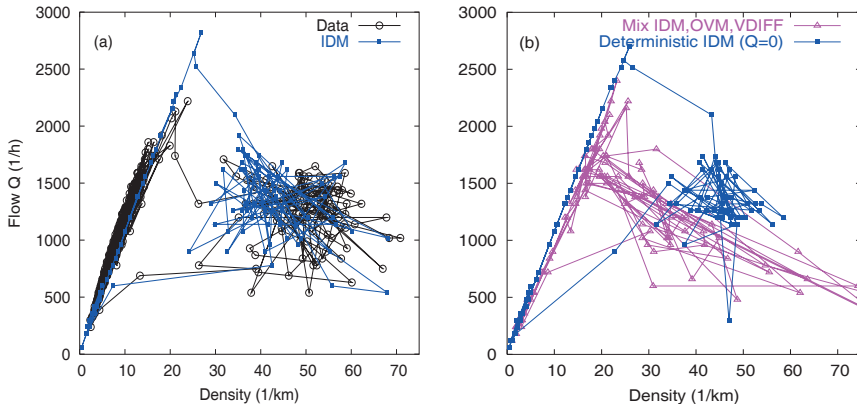 (a)
Data
IDM
Flow Q (1/h)
3000
2500
2000
1500
1000
500
0
0 10 20 30 40 50 60 70
Density (1/km)
(b)
Mix IDM,OVM,VDIFF
Deterministic IDM (Q=0)
3000
2500
2000
1500
1000
500
0
0 10 20 30 40 50 60 70
Density (1/km)